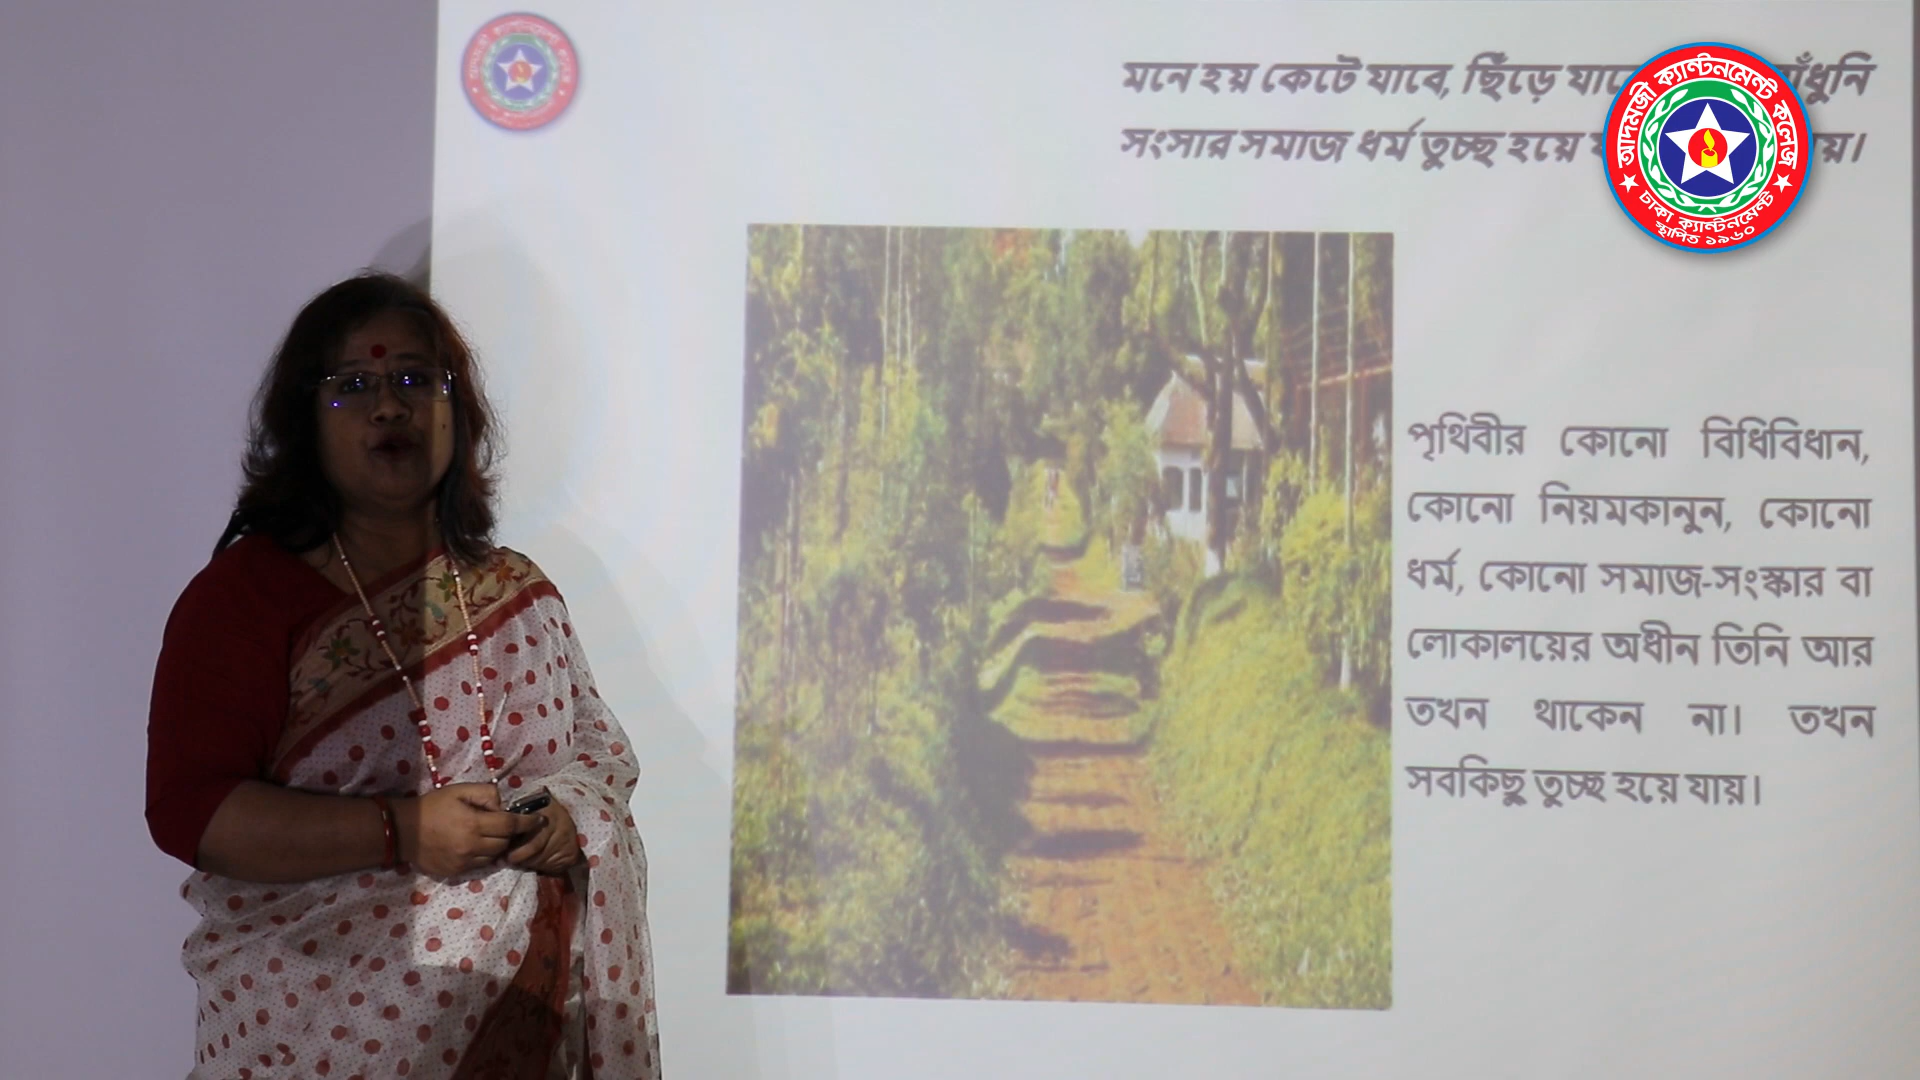 মনে হয় কেটে যাবে, ছিঁড়ে যাবে
সংসার সমাজ ধর্ম তুচ্ছ হয়ে
আদমজী ক্যান্টনমেন্ট কলেজ
ঢাকা ক্যান্টনমেন্ট
স্থাপিত ১৯৬০
পৃথিবীর কোনো বিধিবিধান,
কোনো নিয়মকানুন, কোনো
ধর্ম, কোনো সমাজ-সংস্কার বা
লোকালয়ের অধীন তিনি আর
তখন থাকেন না। তখন
সবকিছু তুচ্ছ হয়ে যায়।